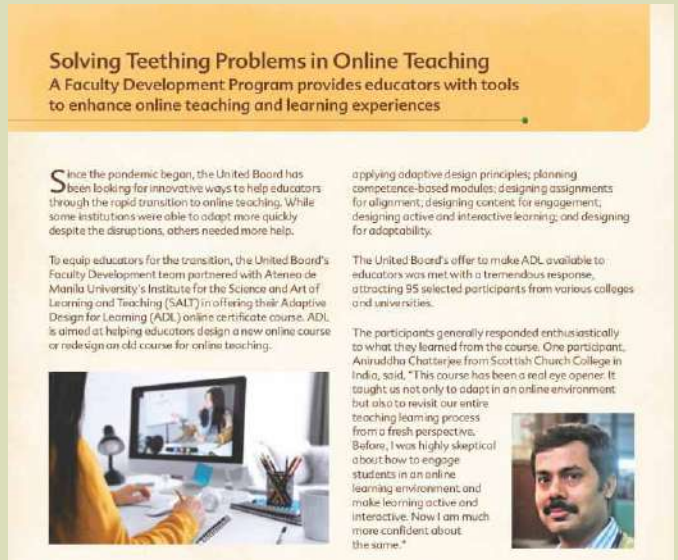 Solving Teething Problems in Online Teaching
A Faculty Development Program provides educators with tools
to enhance online teaching and learning experiences
Since the pandemic began, the United Board has
been looking for innovative ways to help educators
through the rapid transition to online teaching. While
some institutions were able to adapt more quickly
despite the disruptions, others needed more help.
To equip educators for the transition, the United Board's
Faculty Development team partnered with Ateneo de
Manila University's Institute for the Science and Art of
Learning and Teaching (SALT) in offering their Adaptive
Design for Learning (ADL) online certificate course. ADL
is aimed at helping educators design a new online course
or redesign an old course for online teaching.
applying adaptive design principles; planning
competence-based modules; designing assignments
for alignment; designing content for engagement;
designing active and interactive learning; and designing
for adaptability.
The United Board's offer to make ADL available to
educators was met with a tremendous response,
attracting 95 selected participants from various colleges
and universities.
The participants generally responded enthusiastically
to what they learned from the course. One participant,
Aniruddha Chatterjee from Scottish Church College in
India, said, "This course has been a real eye opener. It
taught us not only to adapt in an online environment
but also to revisit our entire
teaching learning process
from a fresh perspective.
Before, I was highly skeptical
about how to engage
students in an online
learning environment and
make learning active and
interactive. Now I am much
more confident about
the same."